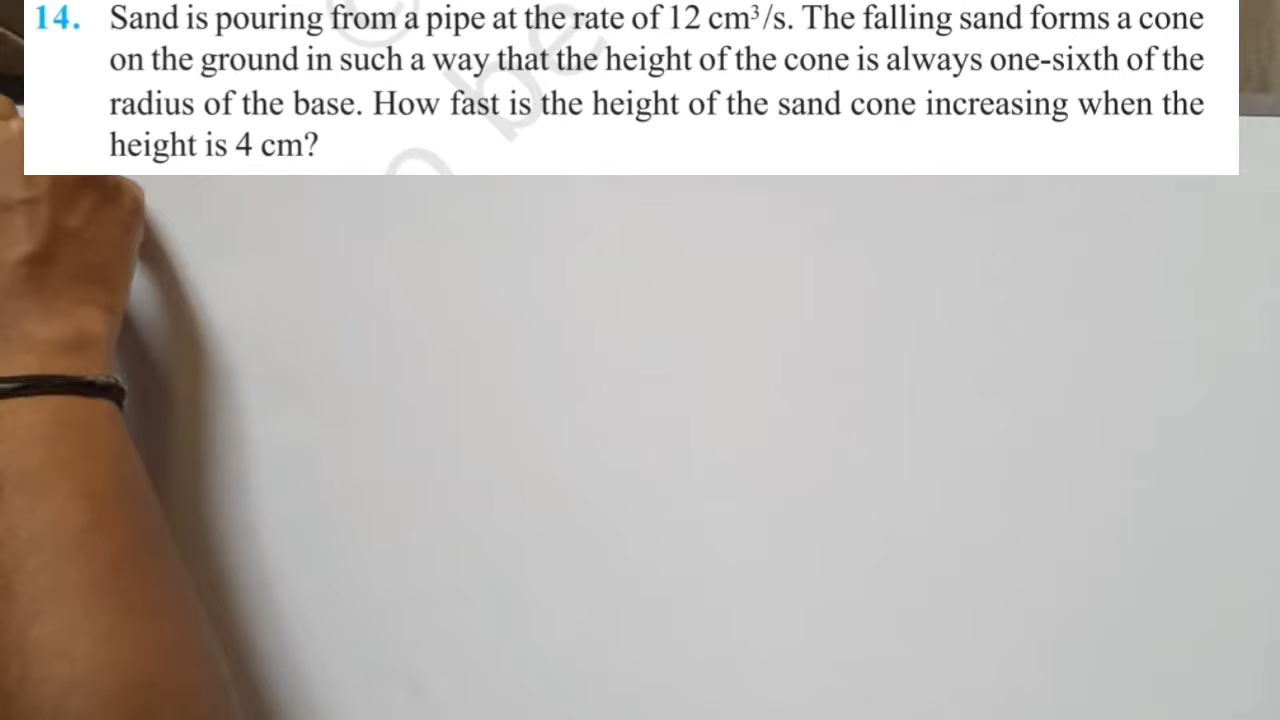 14. Sand is pouring from a pipe at the rate of 12 cm³/s. The falling sand forms a cone
on the ground in such a way that the height of the cone is always one-sixth of the
radius of the base. How fast is the height of the sand cone increasing when the
height is 4 cm?